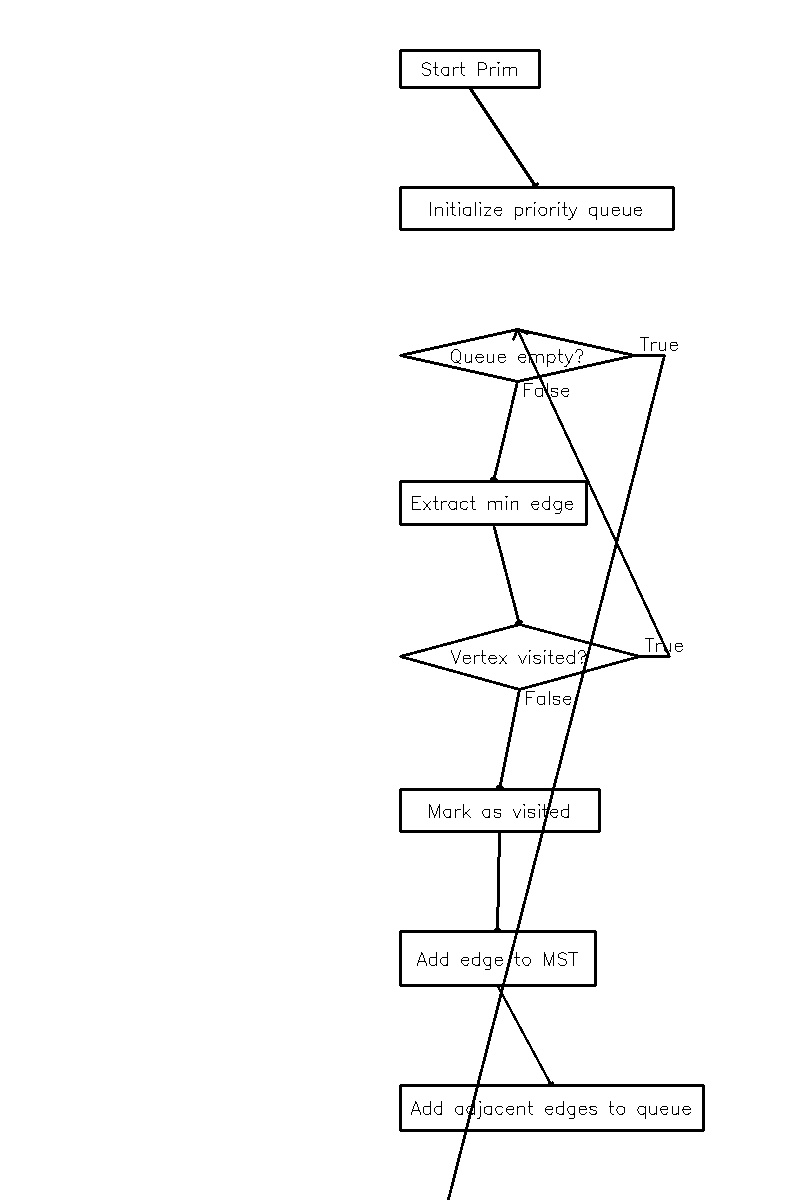 Start Prim
Initialize priority queue
True
Queue empty?
False
Extract min edge
True
Vertex visited?
False
Mark as visited
Add edge to MST
Add adjacent edges to queue